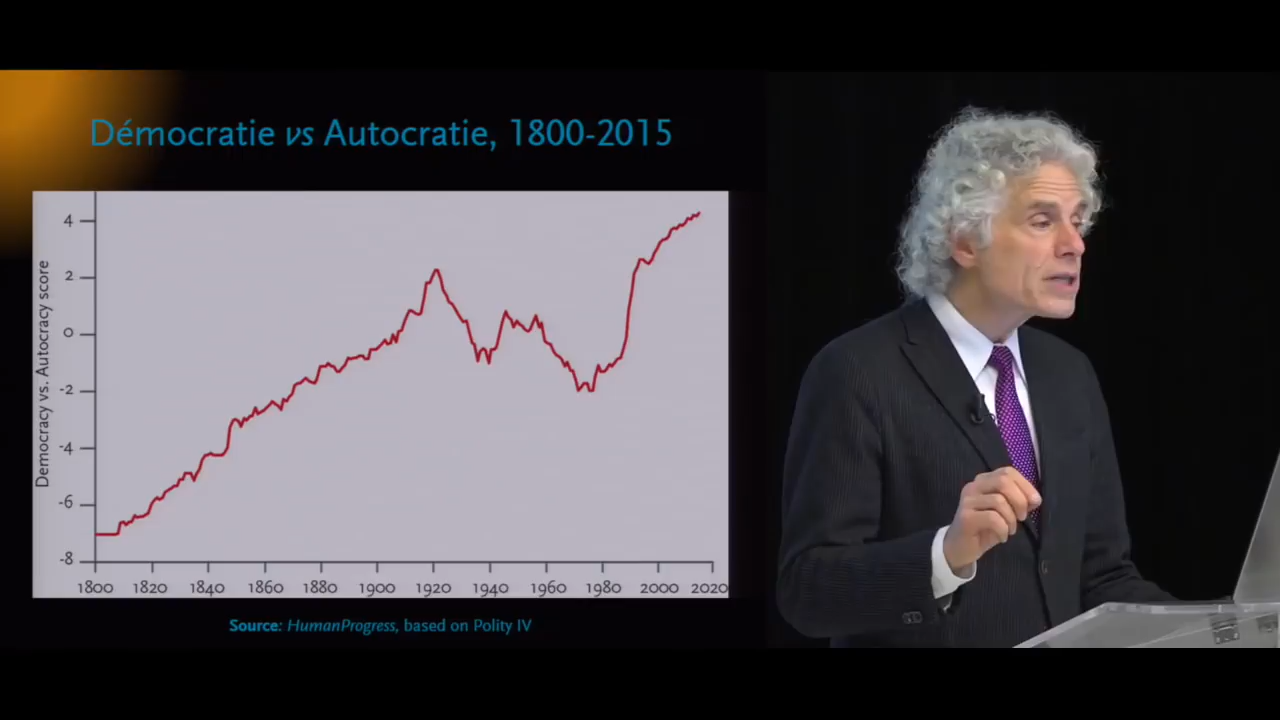 Démocratie vs Autocratie, 1800-2015
Democracy vs. Autocracy score
4
2
0
-2
-4
-6
-8
1800 1820 1840 1860 1880 1900 1920 1940 1960 1980 2000 2020
Source: HumanProgress, based on Polity IV